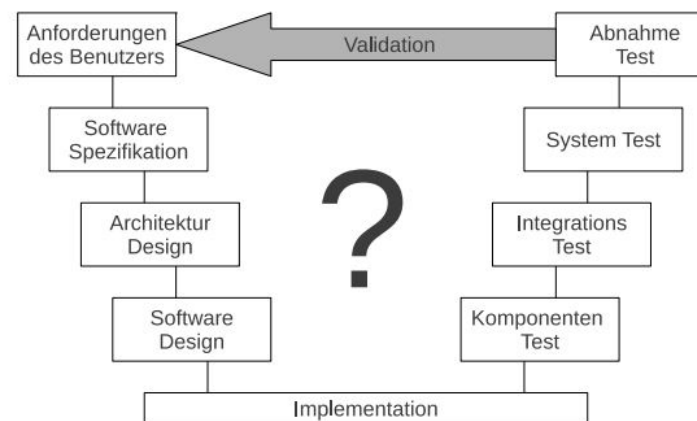 Anforderungen
des Benutzers
Validation
Abnahme
Test
Software
Spezifikation
System Test
?
Architektur
Design
Integrations
Test
Software
Design
Komponenten
Test
Implementation